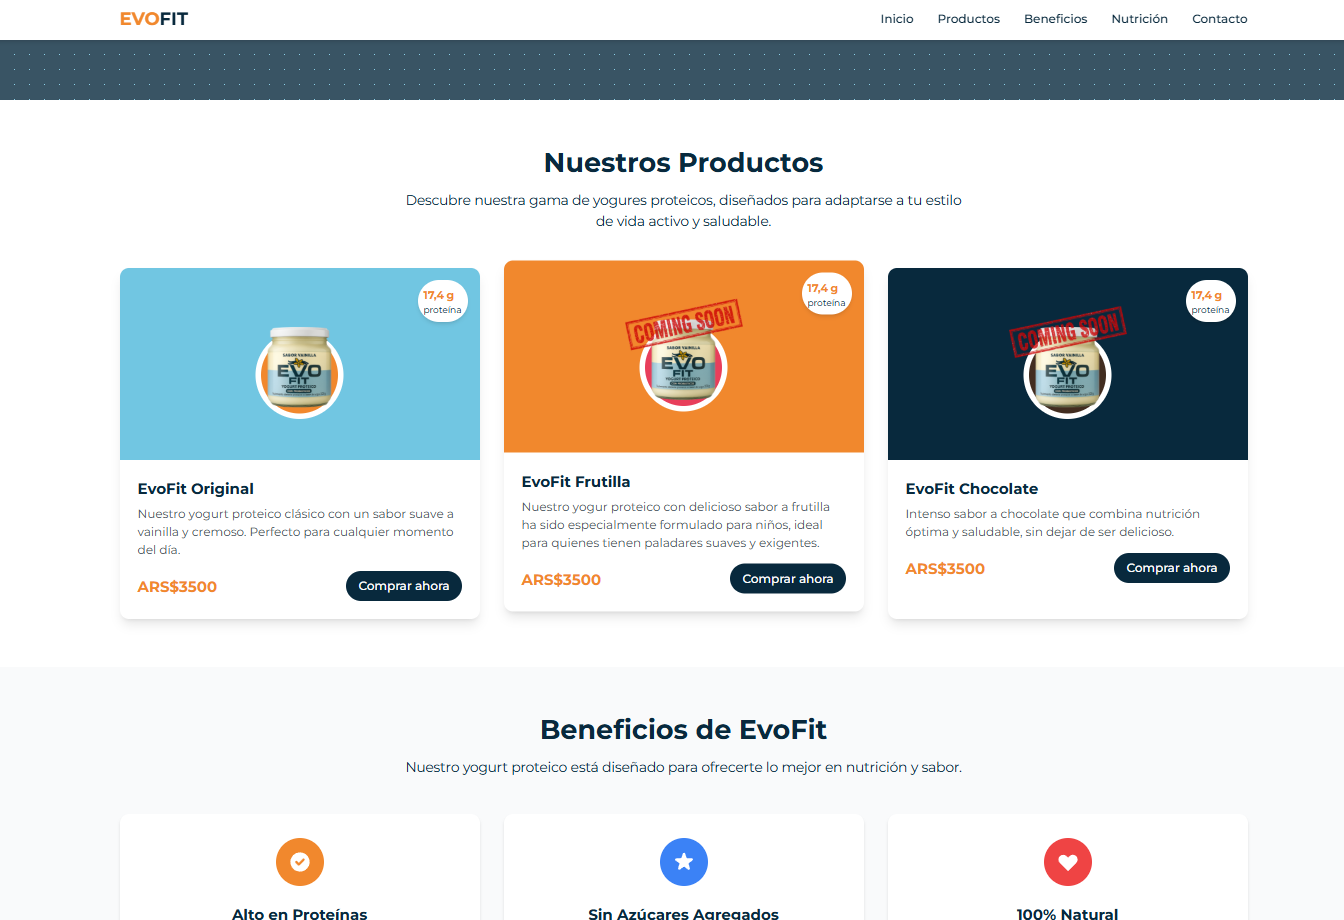 EVOFIT
Inicio Productos Beneficios Nutrición Contacto
Nuestros Productos
Descubre nuestra gama de yogures proteicos, diseñados para adaptarse a tu estilo
de vida activo y saludable.
17,4 g
proteína
SABOR VAINILLA
EVO
FIT
YOGURT PROTEICO
EvoFit Original
Nuestro yogurt proteico clásico con un sabor suave a
vainilla y cremoso. Perfecto para cualquier momento
del día.
ARS$3500
Comprar ahora
17,4 g
proteína
COMING SOON
SABOR VAINILLA
EVO
FIT
YOGURT PROTEICO
EvoFit Frutilla
Nuestro yogur proteico con delicioso sabor a frutilla
ha sido especialmente formulado para niños, ideal
para quienes tienen paladares suaves y exigentes.
ARS$3500
Comprar ahora
17,4 g
proteína
COMING SOON
SABOR VAINILLA
EVO
FIT
YOGURT PROTEICO
EvoFit Chocolate
Intenso sabor a chocolate que combina nutrición
óptima y saludable, sin dejar de ser delicioso.
ARS$3500
Comprar ahora
Beneficios de EvoFit
Nuestro yogurt proteico está diseñado para ofrecerte lo mejor en nutrición y sabor.
Alto en Proteínas
Sin Azúcares Agregados
100% Natural